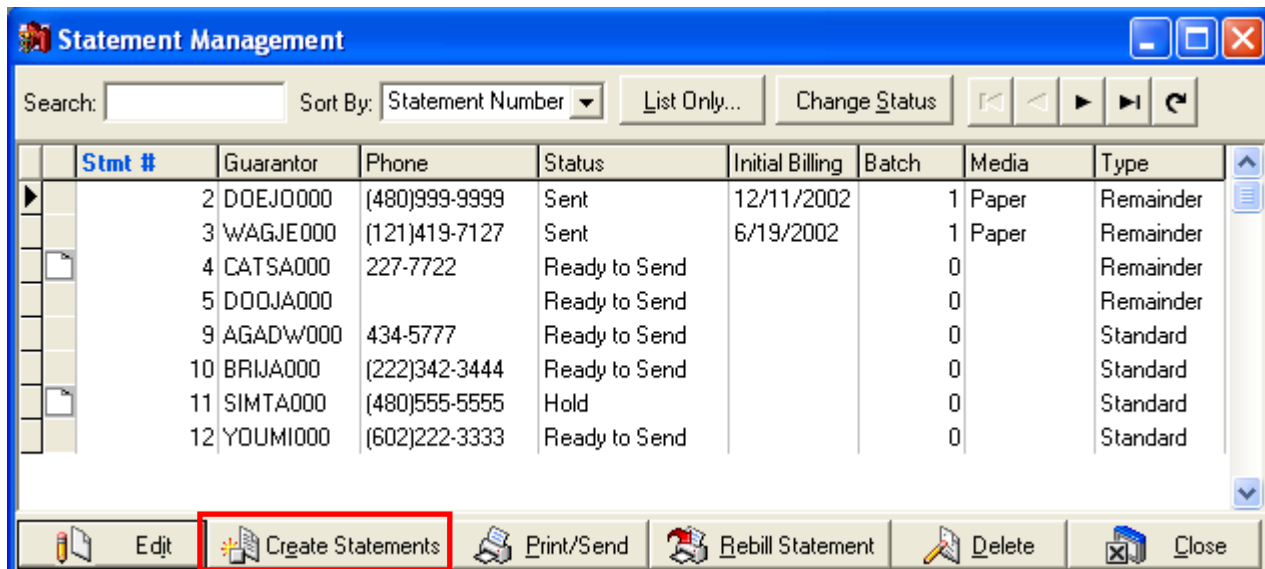 Statement Management
Search: Sort By: Statement Number List Only... Change Status
Stmt # Guarantor Phone Status Initial Billing Batch Media Type
2 DOEJO000 (480)999-9999 Sent 12/11/2002 1 Paper Remainder
3 WAGJE000 (121)419-7127 Sent 6/19/2002 1 Paper Remainder
4 CATSA000 227-7722 Ready to Send 0 Remainder
5 DOOJA000 Ready to Send 0 Remainder
9 AGADW000 434-5777 Ready to Send 0 Standard
10 BRIJA000 (222)342-3444 Ready to Send 0 Standard
11 SIMTA000 (480)555-5555 Hold 0 Standard
12 YOUMI000 (602)222-3333 Ready to Send 0 Standard
Edit Create Statements Print/Send Rebill Statement Delete Close